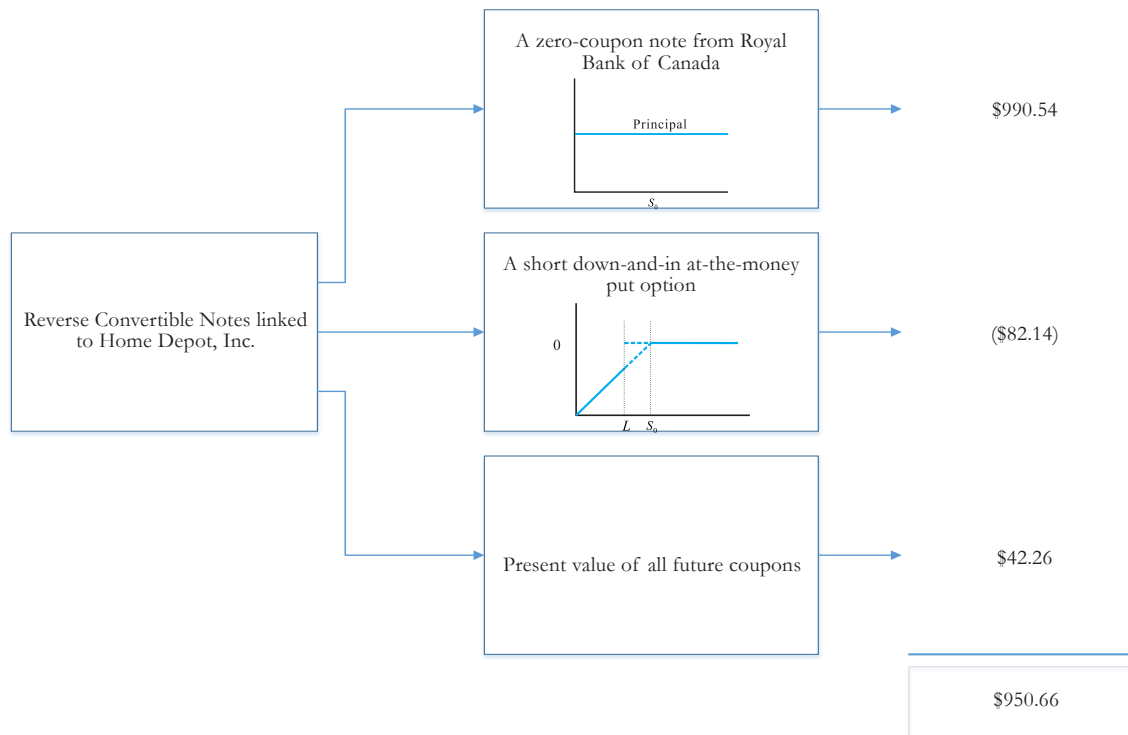 A zero-coupon note from Royal
Bank of Canada
Principal
S₀
$990.54
Reverse Convertible Notes linked
to Home Depot, Inc.
A short down-and-in at-the-money
put option
0
L S₀
($82.14)
Present value of all future coupons
$42.26
$950.66